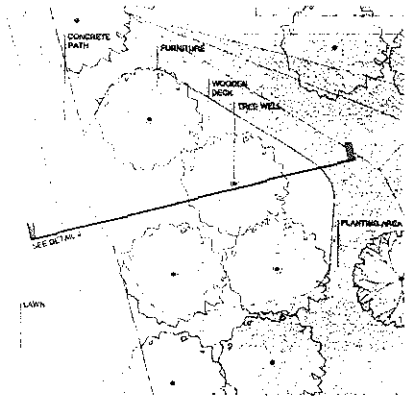 CONCRETE
PATH
FURNITURE
WOODEN
DECK
TREE WELL
SEE DETAIL
PLANTING AREA
LAWN